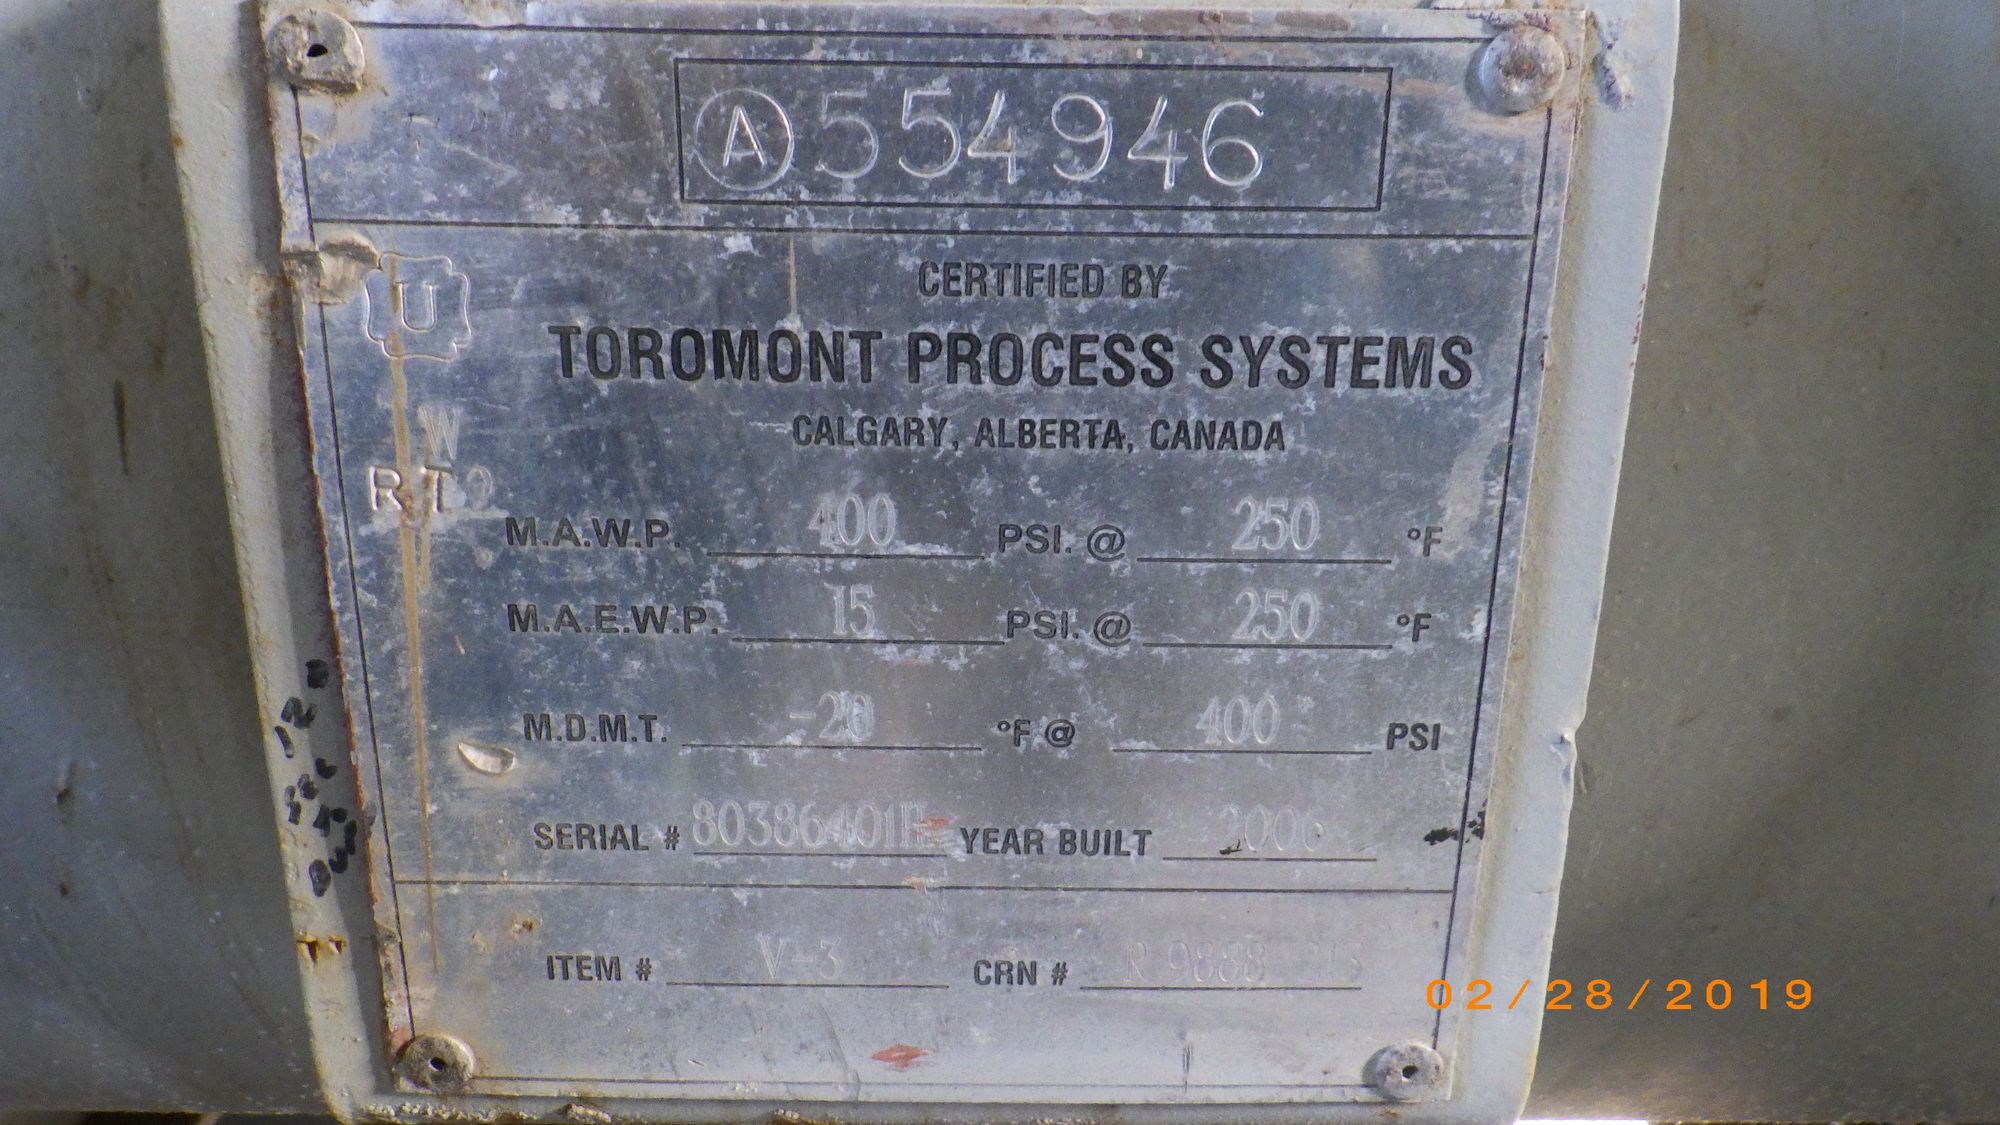 A 554946
CERTIFIED BY
U
TOROMONT PROCESS SYSTEMS
CALGARY, ALBERTA, CANADA
W
RT2
M.A.W.P. 400 PSI. @ 250 °F
M.A.E.W.P. 15 PSI. @ 250 °F
M.D.M.T. -20 °F @ 400 PSI
SERIAL # YEAR BUILT
ITEM # V-3 CRN #
02/28/2019